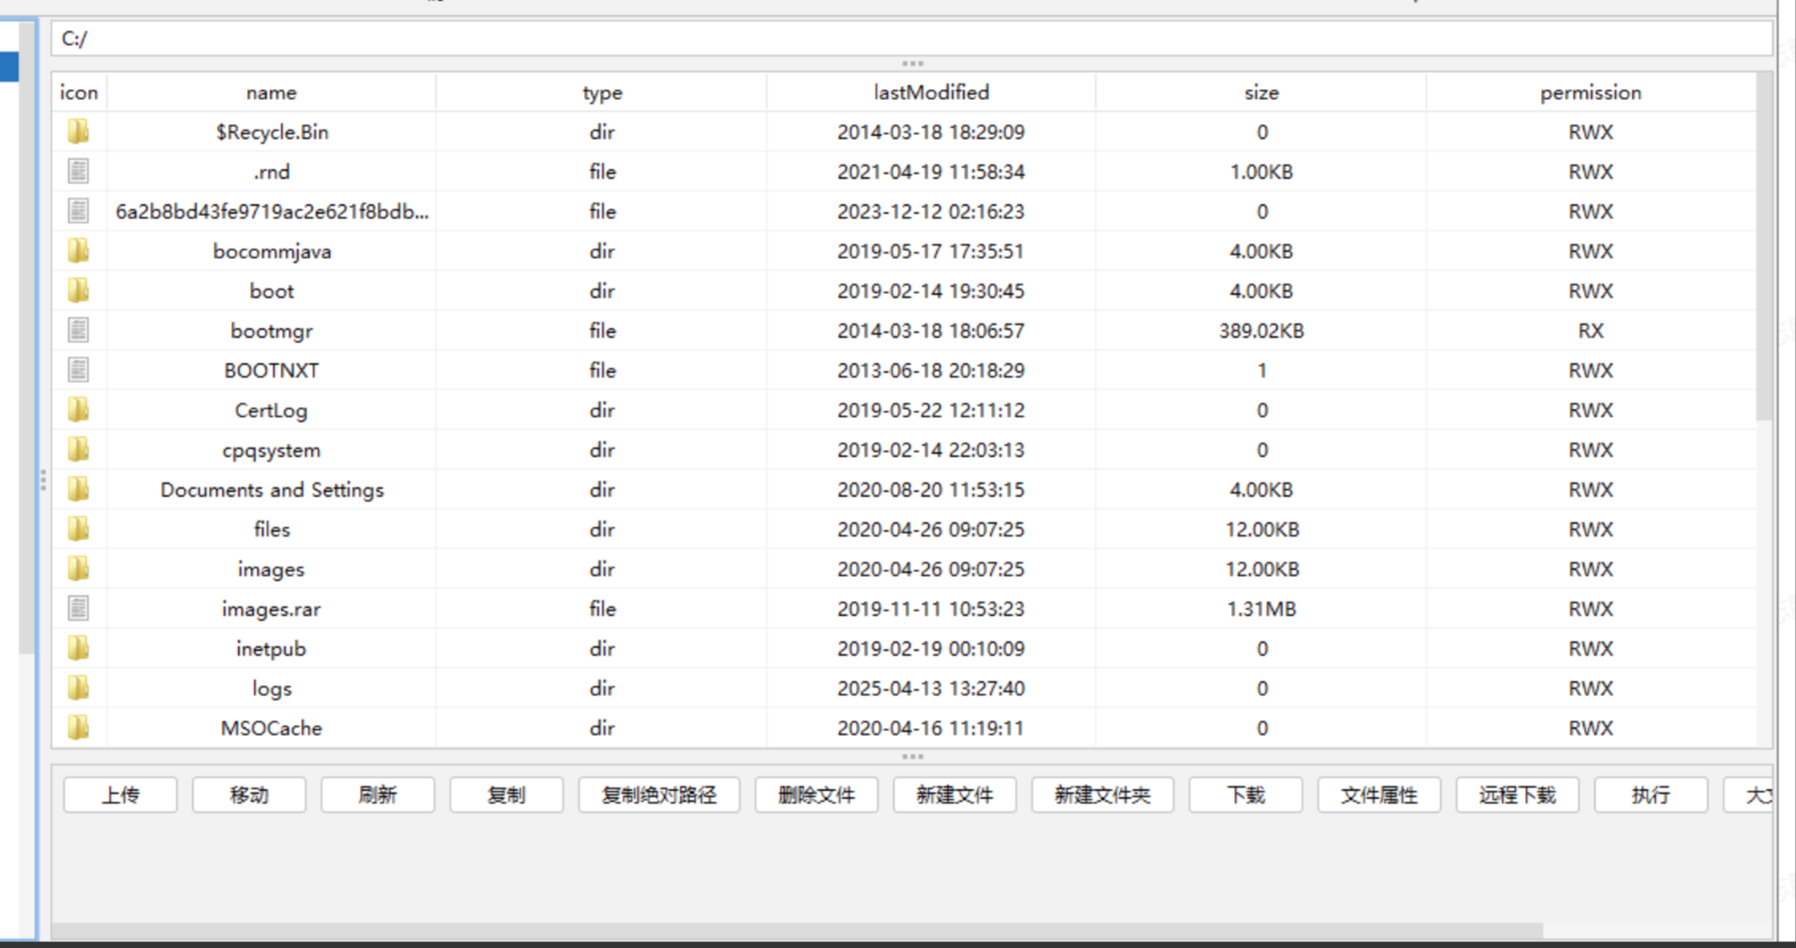 C:/
icon name type lastModified size permission
$Recycle.Bin dir 2014-03-18 18:29:09 0 RWX
.rnd file 2021-04-19 11:58:34 1.00KB RWX
6a2b8bd43fe9719ac2e621f8bdb... file 2023-12-12 02:16:23 0 RWX
bocommjava dir 2019-05-17 17:35:51 4.00KB RWX
boot dir 2019-02-14 19:30:45 4.00KB RWX
bootmgr file 2014-03-18 18:06:57 389.02KB RX
BOOTNXT file 2013-06-18 20:18:29 1 RWX
CertLog dir 2019-05-22 12:11:12 0 RWX
cpqsystem dir 2019-02-14 22:03:13 0 RWX
Documents and Settings dir 2020-08-20 11:53:15 4.00KB RWX
files dir 2020-04-26 09:07:25 12.00KB RWX
images dir 2020-04-26 09:07:25 12.00KB RWX
images.rar file 2019-11-11 10:53:23 1.31MB RWX
inetpub dir 2019-02-19 00:10:09 0 RWX
logs dir 2025-04-13 13:27:40 0 RWX
MSOCache dir 2020-04-16 11:19:11 0 RWX
上传 移动 刷新 复制 复制绝对路径 删除文件 新建文件 新建文件夹 下载 文件属性 远程下载 执行 大